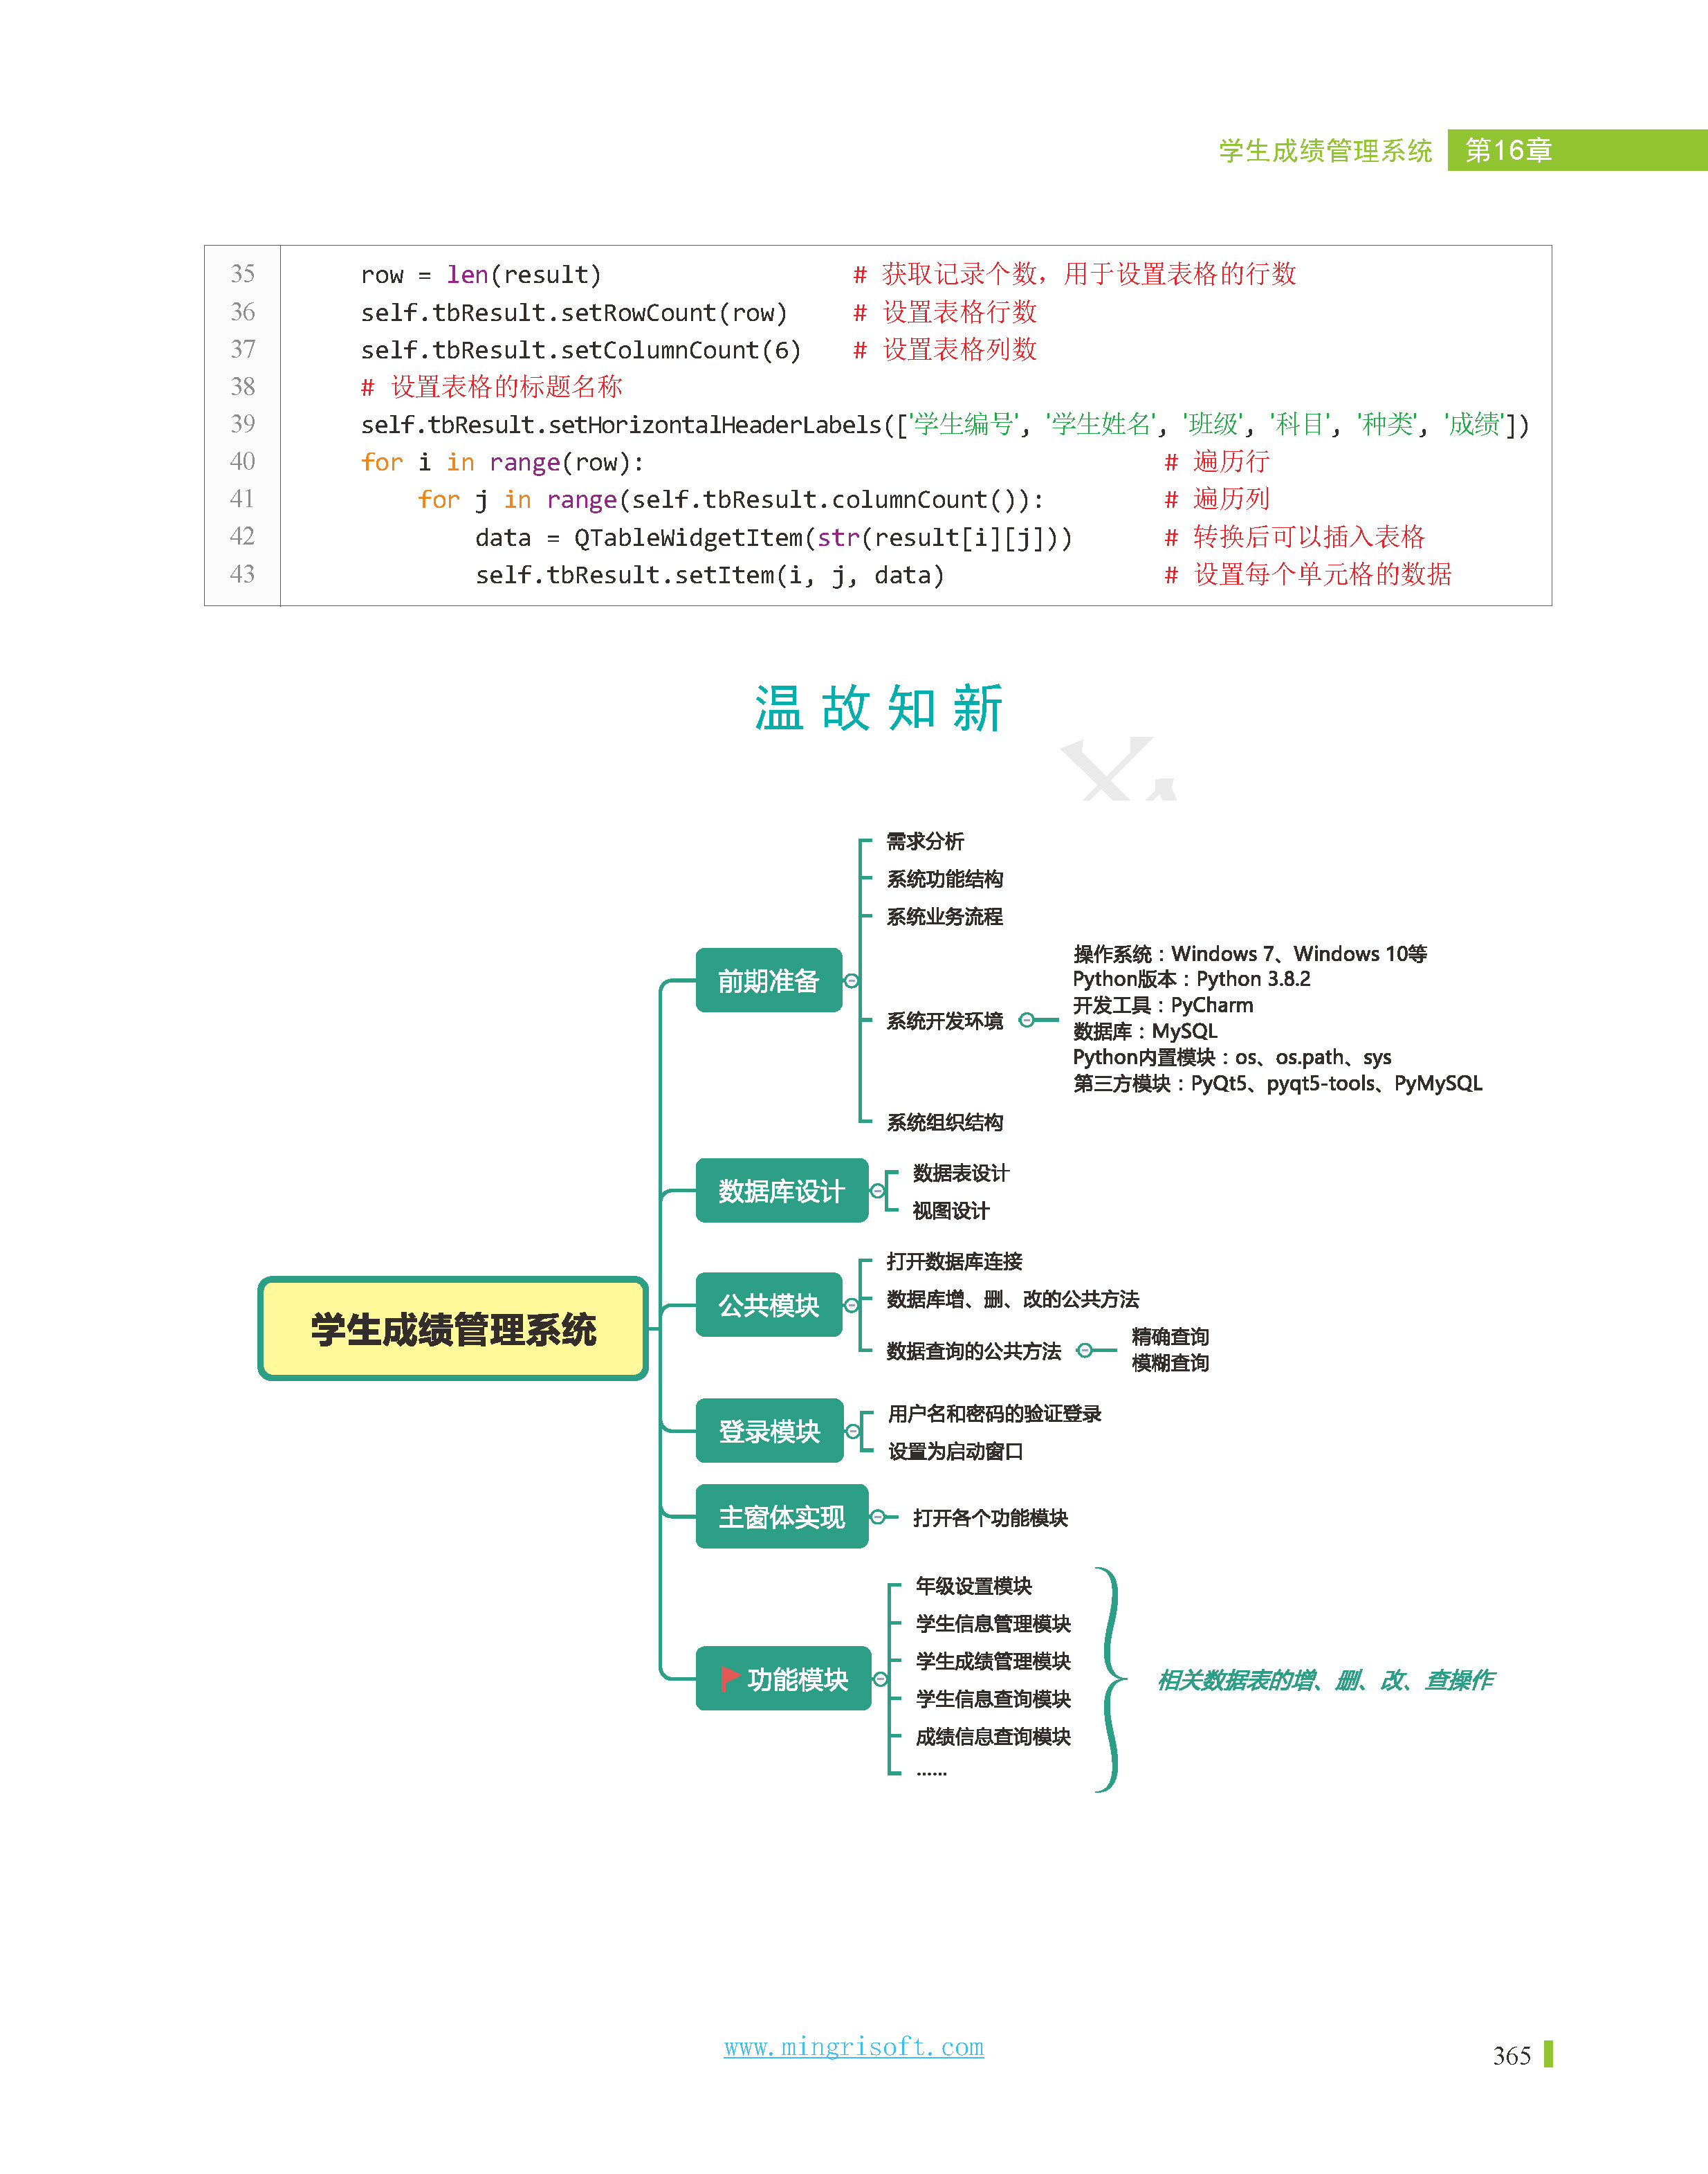 学生成绩管理系统 第16章
35 row = len(result) # 获取记录个数，用于设置表格的行数
36 self.tbResult.setRowCount(row) # 设置表格行数
37 self.tbResult.setColumnCount(6) # 设置表格列数
38 # 设置表格的标题名称
39 self.tbResult.setHorizontalHeaderLabels(['学生编号', '学生姓名', '班级', '科目', '种类', '成绩'])
40 for i in range(row): # 遍历行
41 for j in range(self.tbResult.columnCount()): # 遍历列
42 data = QTableWidgetItem(str(result[i][j])) # 转换后可以插入表格
43 self.tbResult.setItem(i, j, data) # 设置每个单元格的数据
温故知新
学生成绩管理系统
前期准备
需求分析
系统功能结构
系统业务流程
系统开发环境
操作系统：Windows 7、Windows 10等
Python版本：Python 3.8.2
开发工具：PyCharm
数据库：MySQL
Python内置模块：os、os.path、sys
第三方模块：PyQt5、pyqt5-tools、PyMySQL
系统组织结构
数据库设计
数据表设计
视图设计
公共模块
打开数据库连接
数据库增、删、改的公共方法
数据查询的公共方法
精确查询
模糊查询
登录模块
用户名和密码的验证登录
设置为启动窗口
主窗体实现
打开各个功能模块
功能模块
年级设置模块
学生信息管理模块
学生成绩管理模块
学生信息查询模块
成绩信息查询模块
......
相关数据表的增、删、改、查操作
www.mingrisoft.com
365